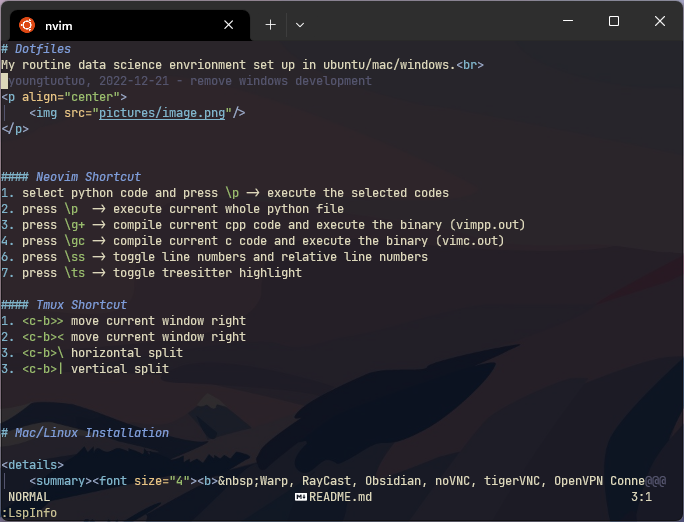 nvim
# Dotfiles
My routine data science envrionment set up in ubuntu/mac/windows.<br>
youngtuotuo, 2022-12-21 - remove windows development
<p align="center">
<img src="pictures/image.png"/>
</p>
#### Neovim Shortcut
1. select python code and press \p -> execute the selected codes
2. press \p -> execute current whole python file
3. press \g+ -> compile current cpp code and execute the binary (vimpp.out)
4. press \gc -> compile current c code and execute the binary (vimc.out)
6. press \ss -> toggle line numbers and relative line numbers
7. press \ts -> toggle treesitter highlight
#### Tmux Shortcut
1. <c-b>> move current window right
2. <c-b>< move current window right
3. <c-b>\ horizontal split
3. <c-b>| vertical split
# Mac/Linux Installation
<details>
<summary><font size="4"><b>&nbsp;Warp, RayCast, Obsidian, noVNC, tigerVNC, OpenVPN Conne@@@
NORMAL README.md 3:1
:LspInfo